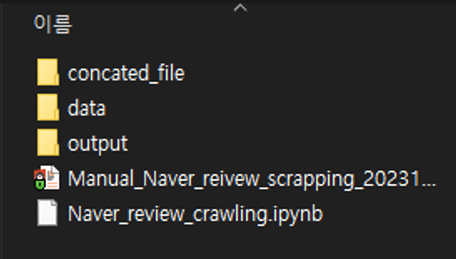 이름
concated_file
data
output
Manual_Naver_reivew_scrapping_20231...
Naver_review_crawling.ipynb